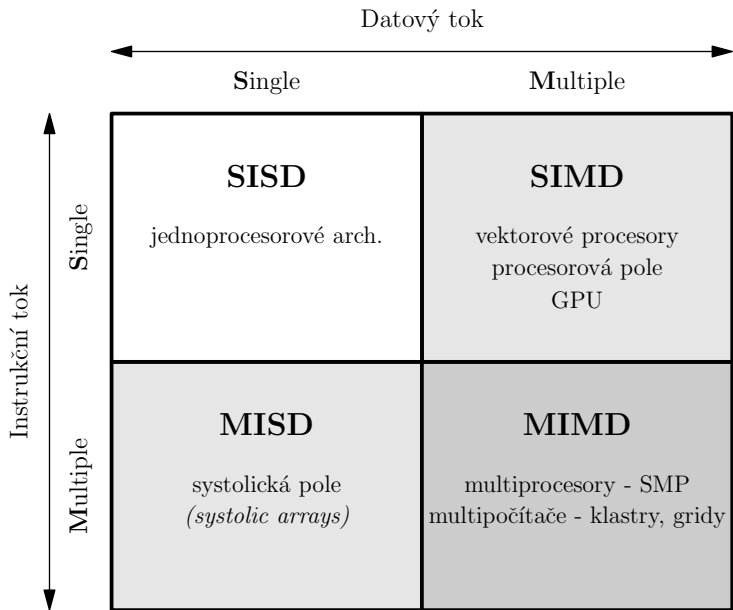 Datový tok
Single
Multiple
Instrukční tok
Single
SISD
jednoprocesorové arch.
SIMD
vektorové procesory
procesorová pole
GPU
Multiple
MISD
systolická pole
(systolic arrays)
MIMD
multiprocesory - SMP
multipočítače - klastry, gridy